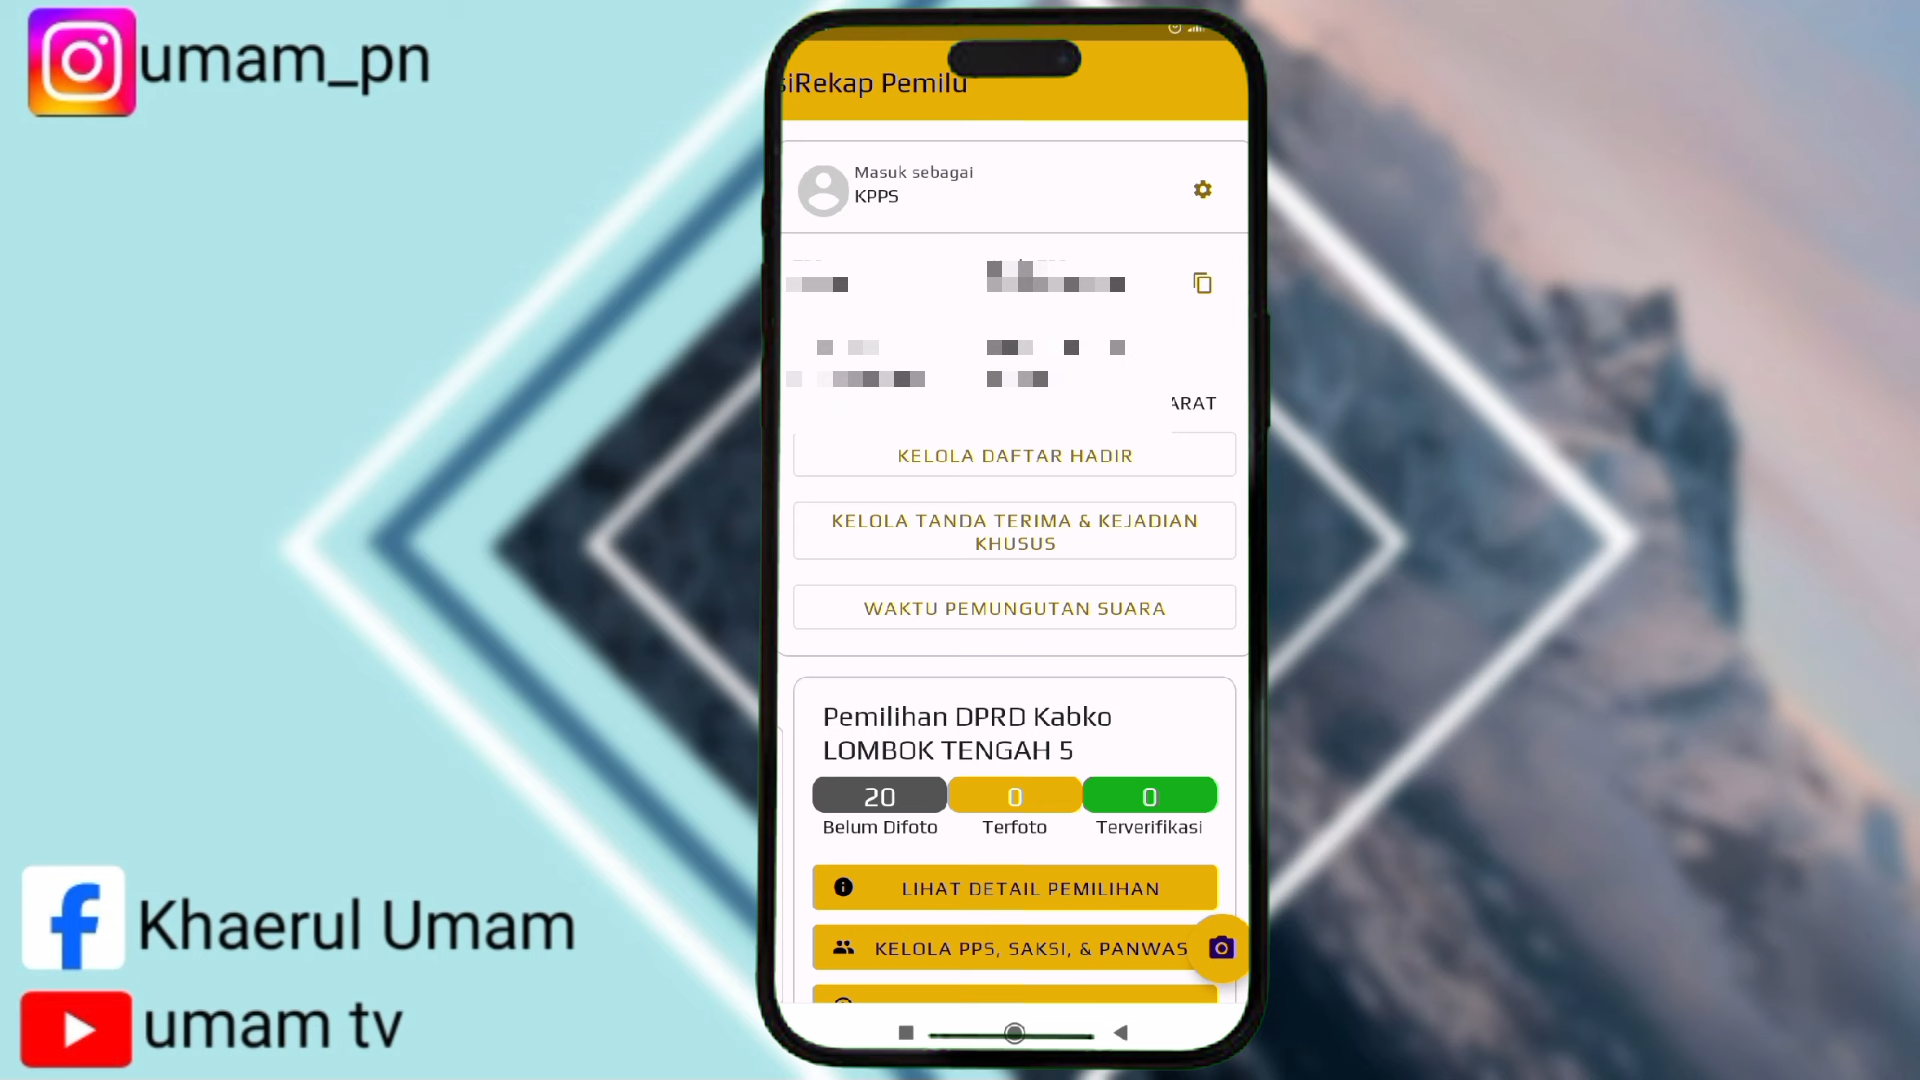 umam_pn
siRekap Pemilu
Masuk sebagai
KPPS
ARAT
KELOLA DAFTAR HADIR
KELOLA TANDA TERIMA & KEJADIAN
KHUSUS
WAKTU PEMUNGUTAN SUARA
Pemilihan DPRD Kabko
LOMBOK TENGAH 5
20 0 0
Belum Difoto Terfoto Terverifikasi
LIHAT DETAIL PEMILIHAN
KELOLA PPS, SAKSI, & PANWAS
Khaerul Umam
umam tv